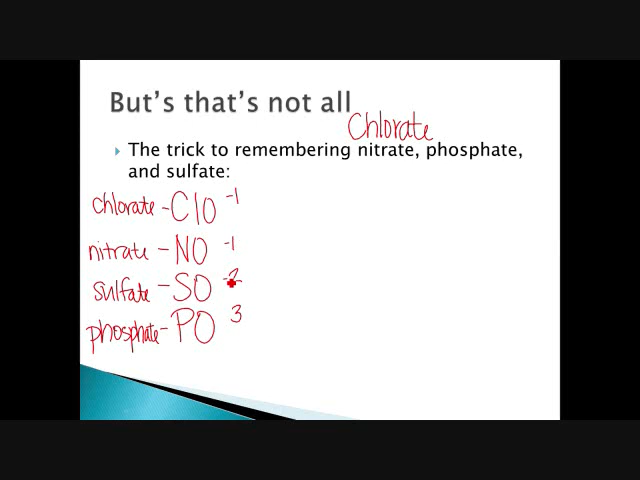 But's that's not all
Chlorate
The trick to remembering nitrate, phosphate,
and sulfate:
chlorate - ClO -1
nitrate - NO -1
sulfate - SO -2
phosphate - PO 3